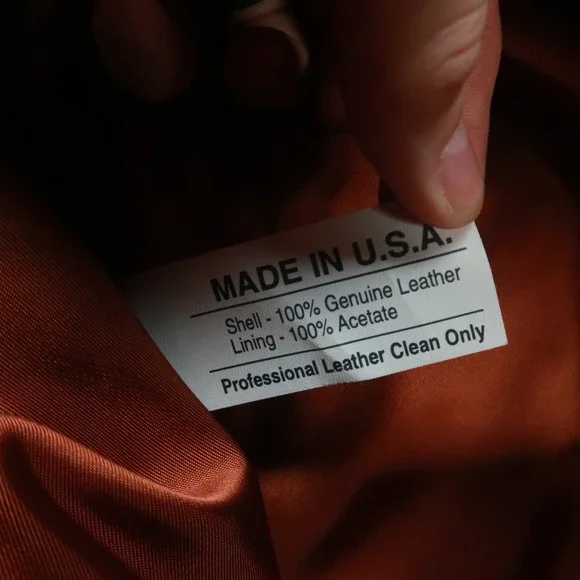 MADE IN U.S.A.
Shell - 100% Genuine Leather
Lining - 100% Acetate
Professional Leather Clean Only